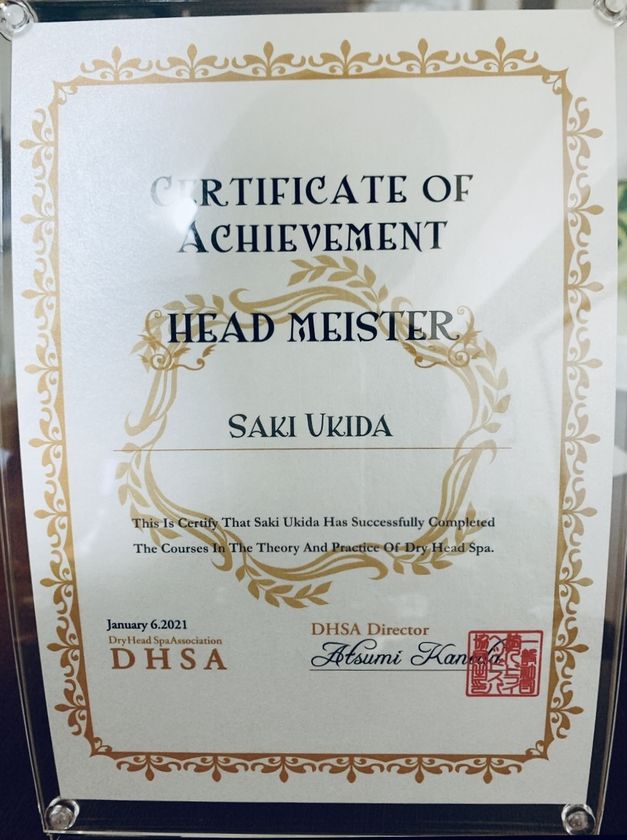 CERTIFICATE OF
ACHIEVEMENT
HEAD MEISTER
SAKI UKIDA
This Is Certify That Saki Ukida Has Successfully Completed
The Courses In The Theory And Practice Of Dry Head Spa.
January 6.2021
DryHead SpaAssociation
DHSA
DHSA Director
Atsumi